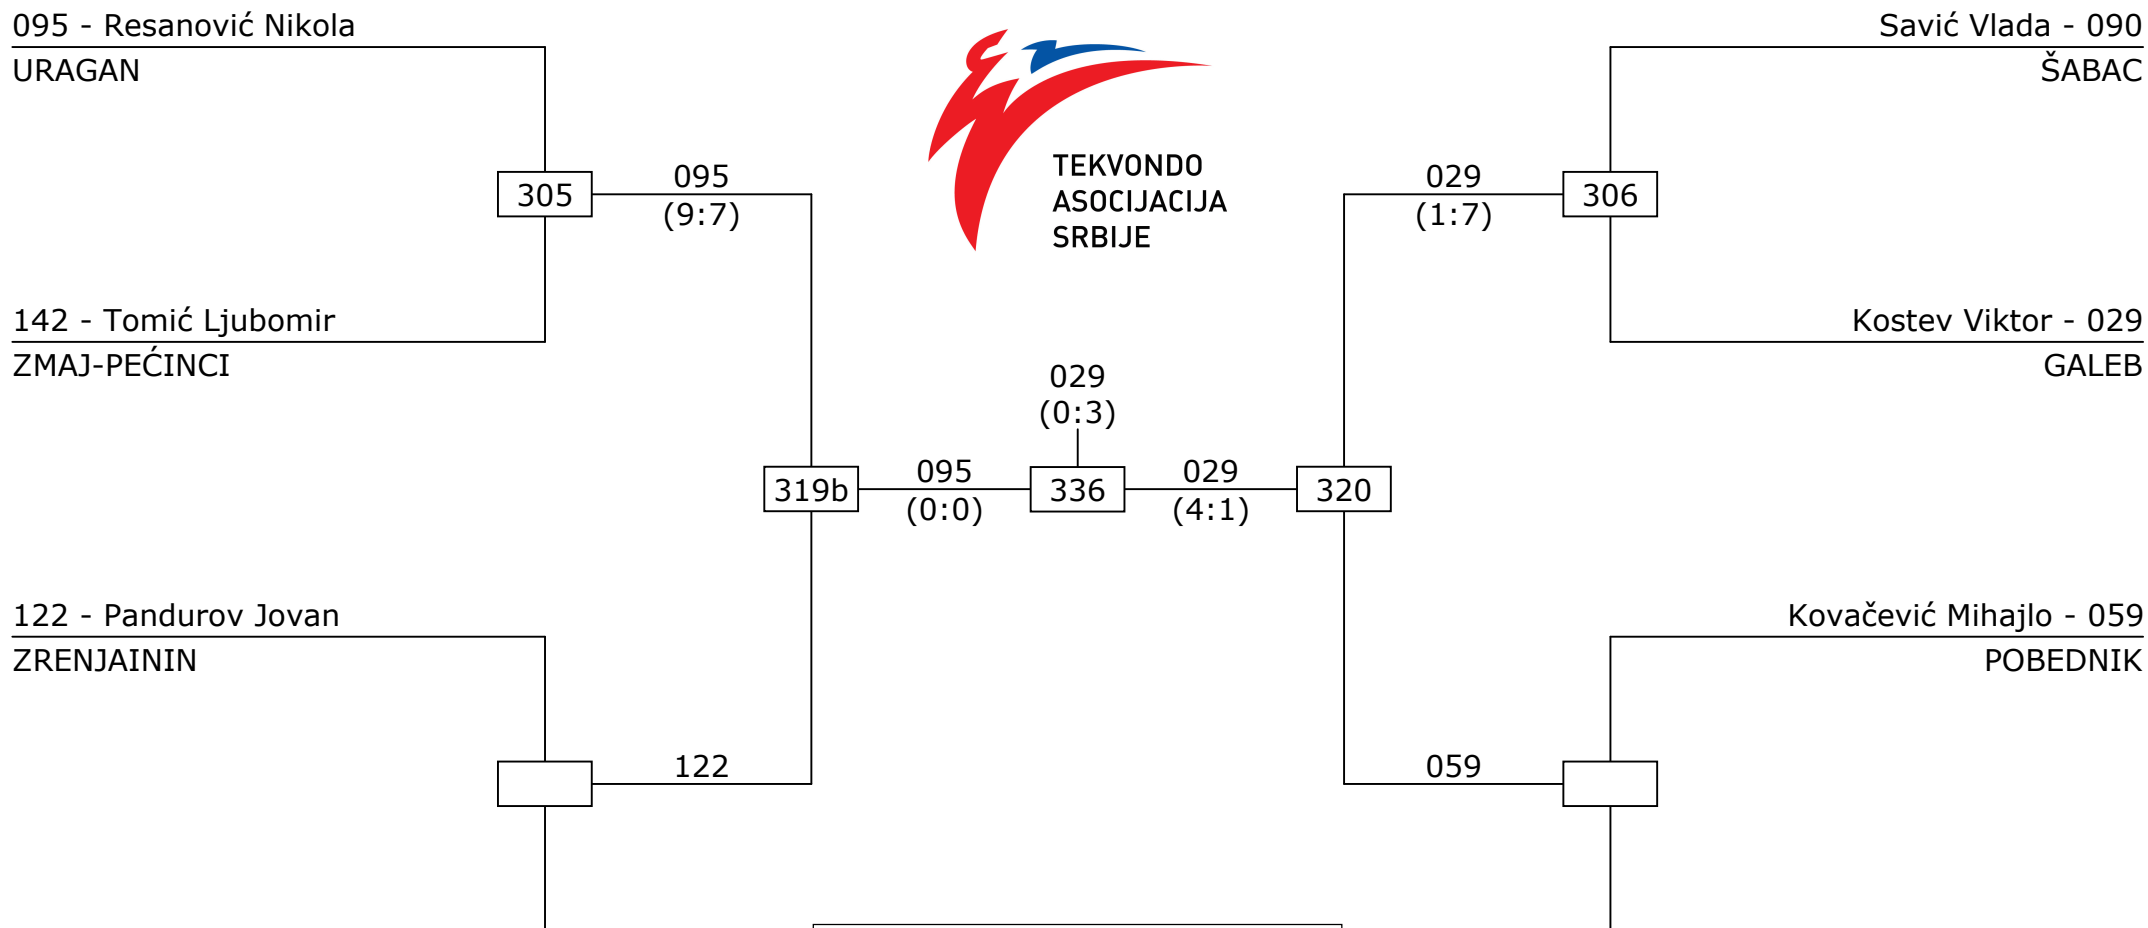 095 - Resanović Nikola
URAGAN
Savić Vlada - 090
ŠABAC
TEKVONDO
ASOCIJACIJA
SRBIJE
305
095
(9:7)
029
(1:7)
306
142 - Tomić Ljubomir
ZMAJ-PEĆINCI
Kostev Viktor - 029
GALEB
029
(0:3)
319b
095
(0:0)
336
029
(4:1)
320
122 - Pandurov Jovan
ZRENJAININ
Kovačević Mihajlo - 059
POBEDNIK
122
059